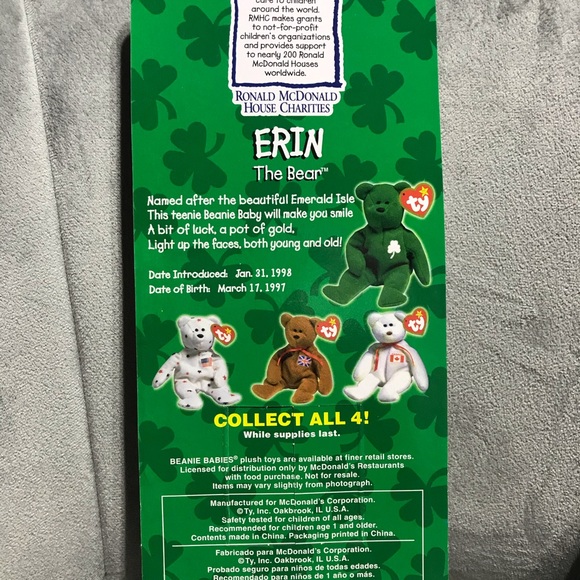 care to children
around the world.
RMHC makes grants
to not-for-profit
children's organizations
and provides support
to nearly 200 Ronald
McDonald Houses
worldwide.
RONALD MCDONALD
HOUSE CHARITIES
ERIN
The Bear™
Named after the beautiful Emerald Isle
This teenie Beanie Baby will make you smile
A bit of luck, a pot of gold,
Light up the faces, both young and old!
ty
Date Introduced: Jan. 31, 1998
Date of Birth: March 17, 1997
ty
ty
ty
COLLECT ALL 4!
While supplies last.
BEANIE BABIES® plush toys are available at finer retail stores.
Licensed for distribution only by McDonald's Restaurants
with food purchase. Not for resale.
Items may vary slightly from photograph.
Manufactured for McDonald's Corporation.
©Ty, Inc. Oakbrook, IL U.S.A.
Safety tested for children of all ages.
Recommended for children age 1 and older.
Contents made in China. Packaging printed in China.
Fabricado para McDonald's Corporation.
©Ty, Inc. Oakbrook, IL U.S.A.
Probado seguro para niños de todas edades.
Recomendado para niños de 1 año o más.